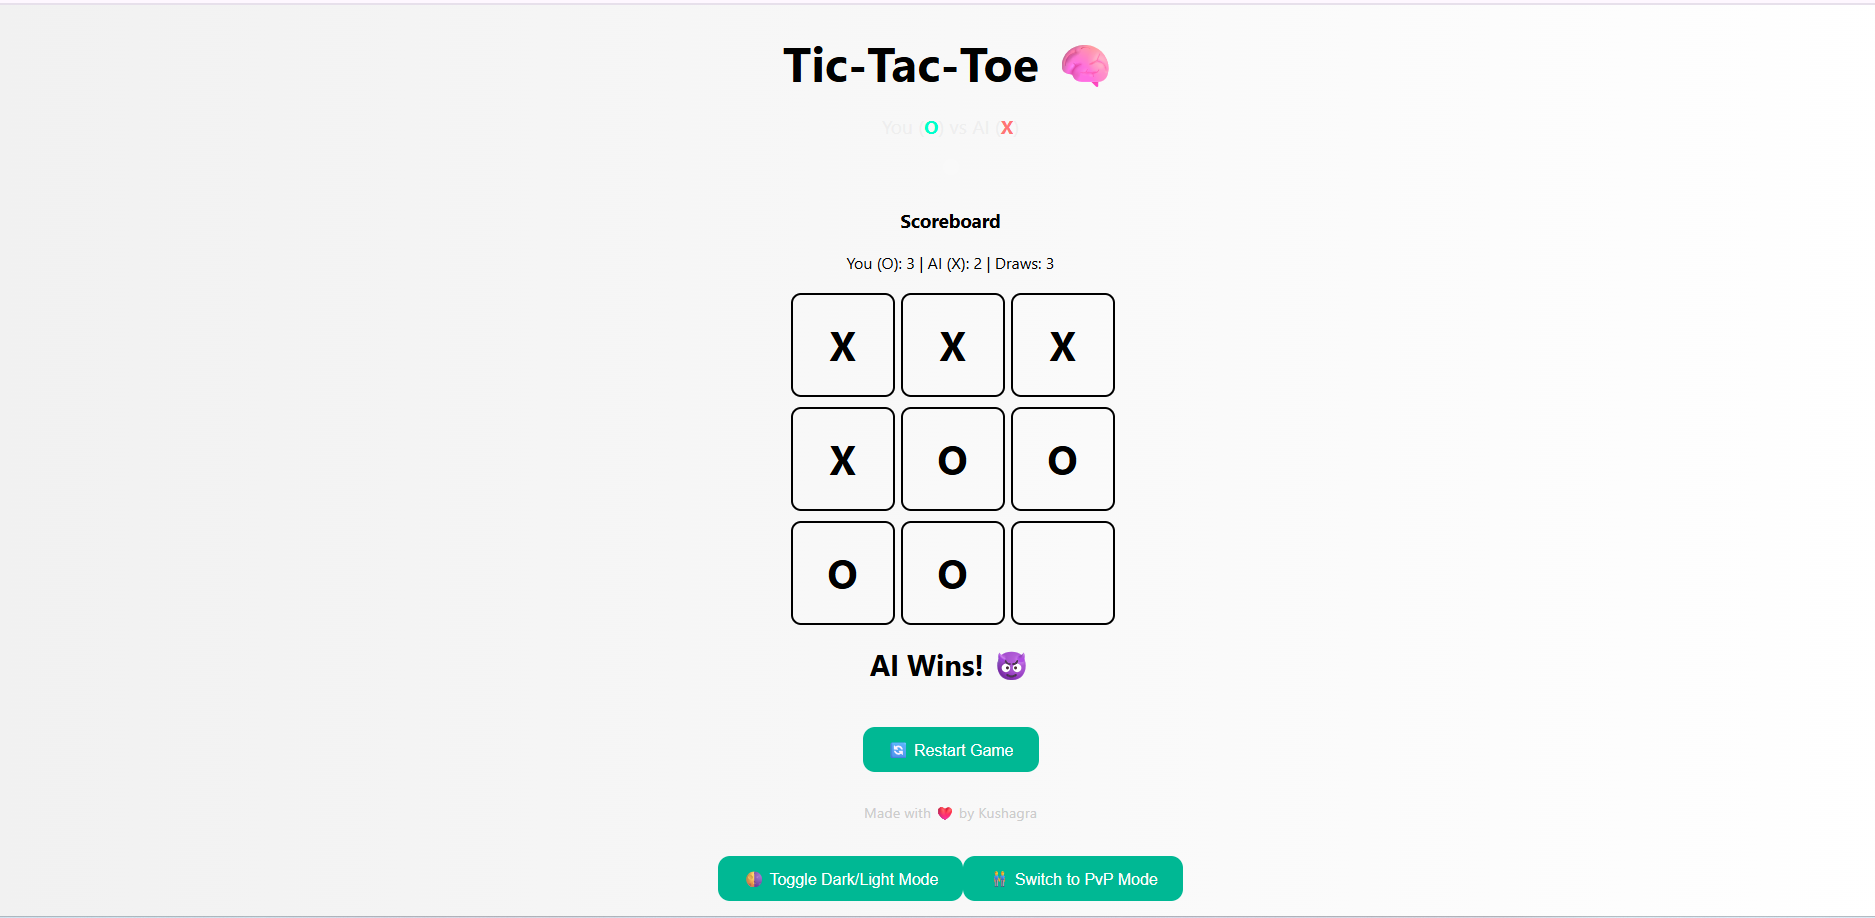 Tic-Tac-Toe 🧠
You (O) vs AI (X)
Scoreboard
You (O): 3 | AI (X): 2 | Draws: 3
X X X
X O O
O O
AI Wins! 😈
🔄 Restart Game
Made with ❤️ by Kushagra
🌗 Toggle Dark/Light Mode 👬 Switch to PvP Mode